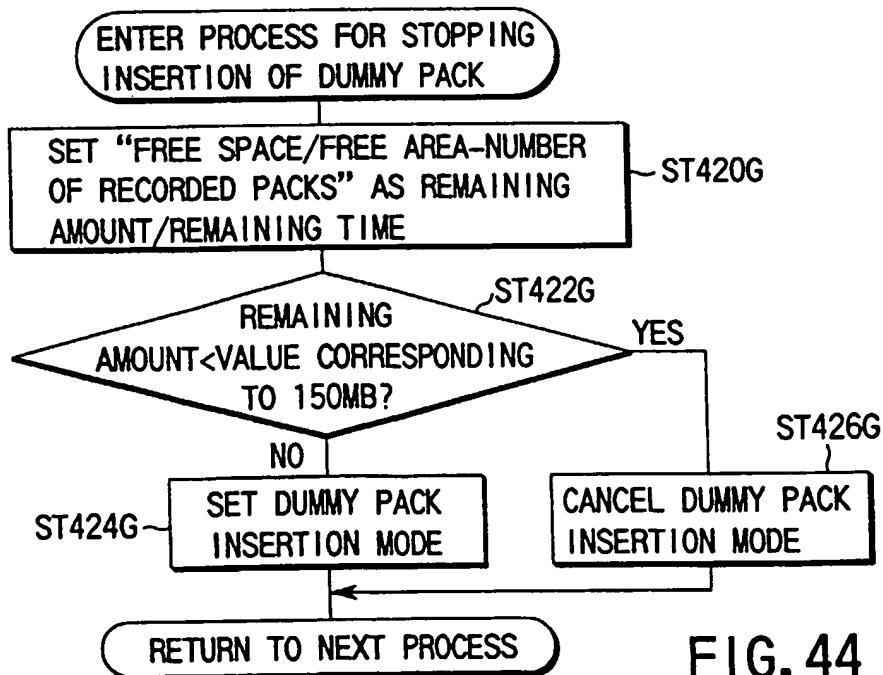 ENTER PROCESS FOR STOPPING
INSERTION OF DUMMY PACK
SET “FREE SPACE/FREE AREA-NUMBER
OF RECORDED PACKS” AS REMAINING
AMOUNT/REMAINING TIME
ST420G
ST422G
REMAINING
AMOUNT<VALUE CORRESPONDING
TO 150MB?
YES
NO
ST426G
ST424G
SET DUMMY PACK
INSERTION MODE
CANCEL DUMMY PACK
INSERTION MODE
RETURN TO NEXT PROCESS
FIG. 44